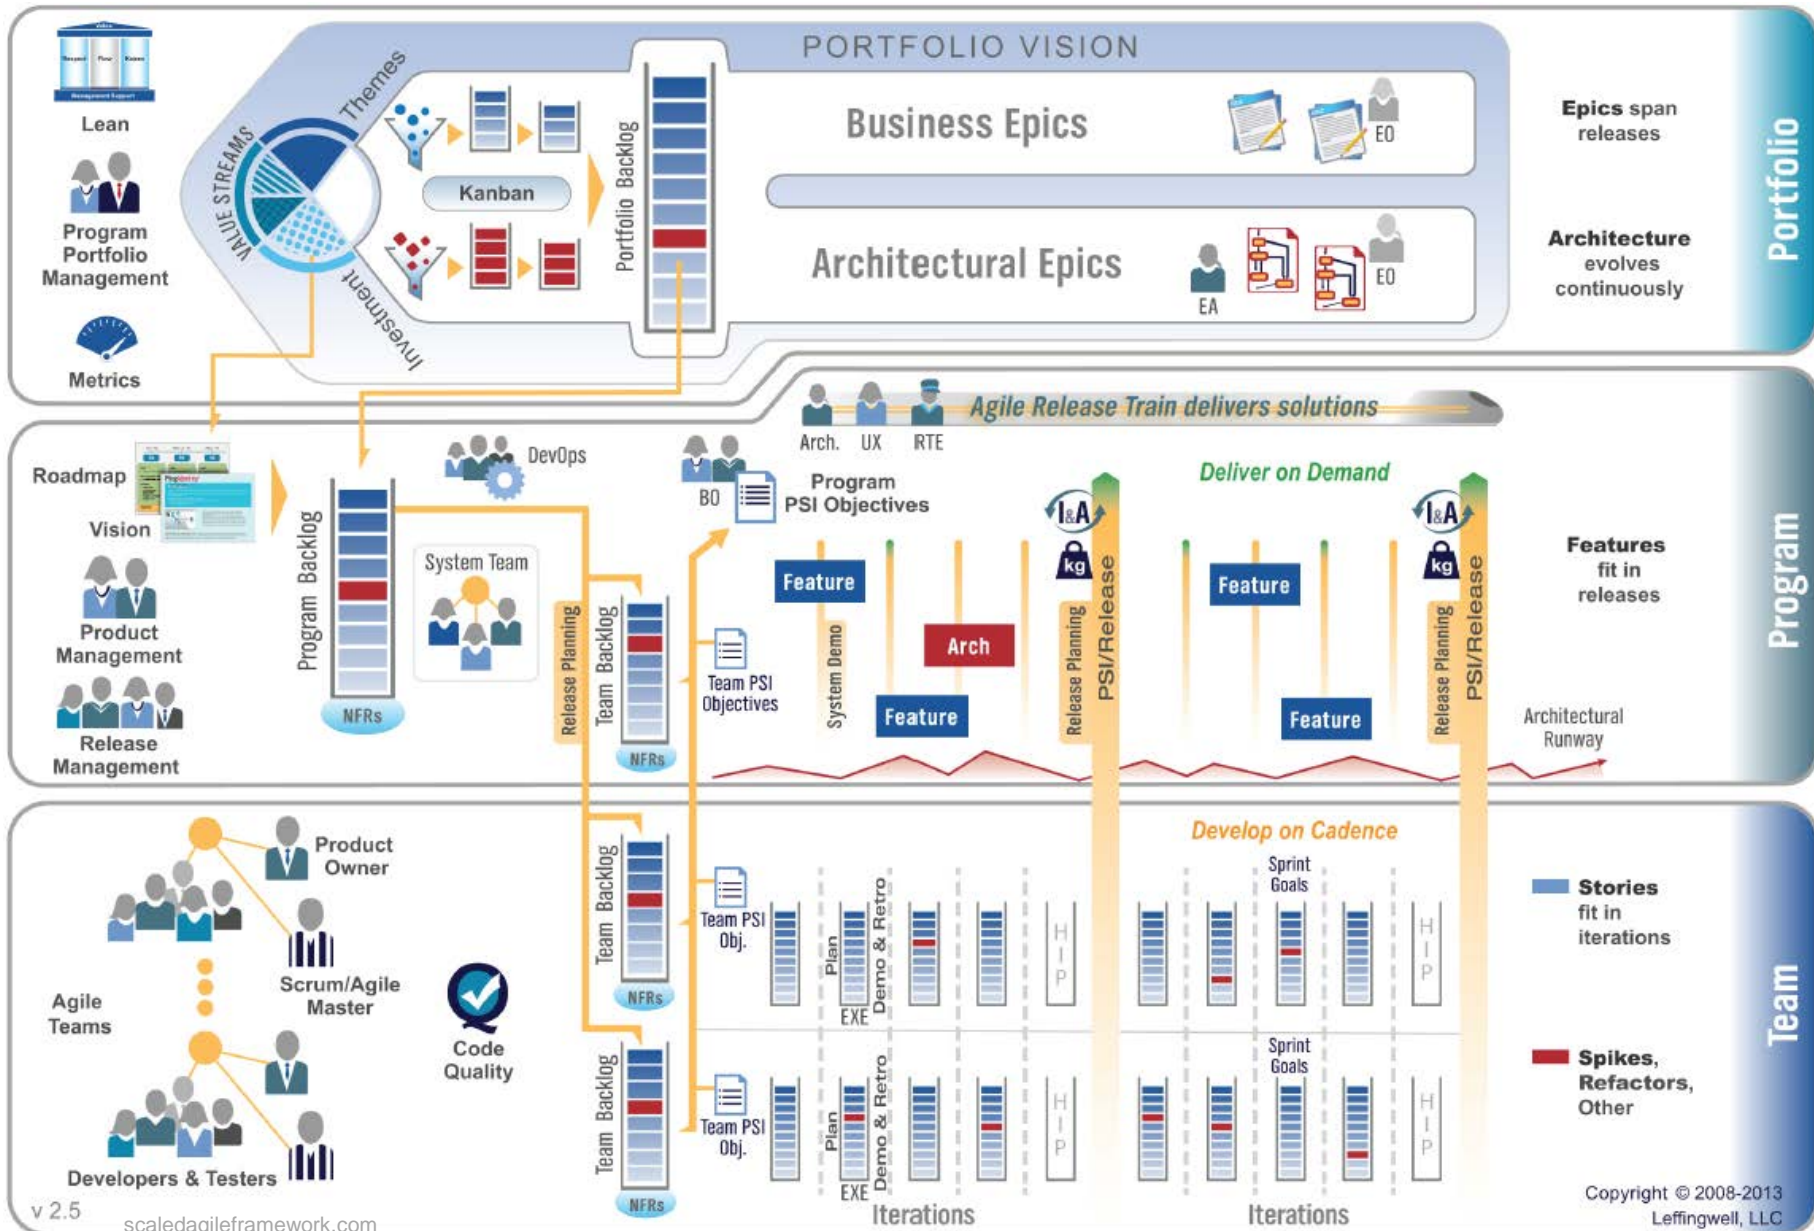 PORTFOLIO VISION
Value
Respect
Flow
Kaizen
Management Support
Lean
Program
Portfolio
Management
Metrics
VALUE STREAMS
Themes
Investment
Kanban
Portfolio Backlog
Business Epics
EO
Architectural Epics
EA
EO
Epics span
releases
Architecture
evolves
continuously
Portfolio
Arch.
UX
RTE
Agile Release Train delivers solutions
Roadmap
Vision
Product
Management
Release
Management
Program Backlog
NFRs
DevOps
System Team
Release Planning
Team Backlog
NFRs
BO
Program
PSI Objectives
Team PSI
Objectives
Feature
System Demo
Feature
Arch
I&A
kg
Release Planning
PSI/Release
Deliver on Demand
Feature
Feature
I&A
kg
Release Planning
PSI/Release
Features
fit in
releases
Architectural
Runway
Program
Product
Owner
Scrum/Agile
Master
Agile
Teams
Developers & Testers
Code
Quality
Team Backlog
NFRs
Team PSI
Obj.
Team Backlog
NFRs
Team PSI
Obj.
Develop on Cadence
Plan
EXE
Demo & Retro
H
I
P
Sprint
Goals
H
I
P
Plan
EXE
Demo & Retro
H
I
P
Sprint
Goals
H
I
P
Iterations
Iterations
Stories
fit in
iterations
Spikes,
Refactors,
Other
Team
v 2.5
scaledagileframework.com
Copyright © 2008-2013
Leffingwell, LLC